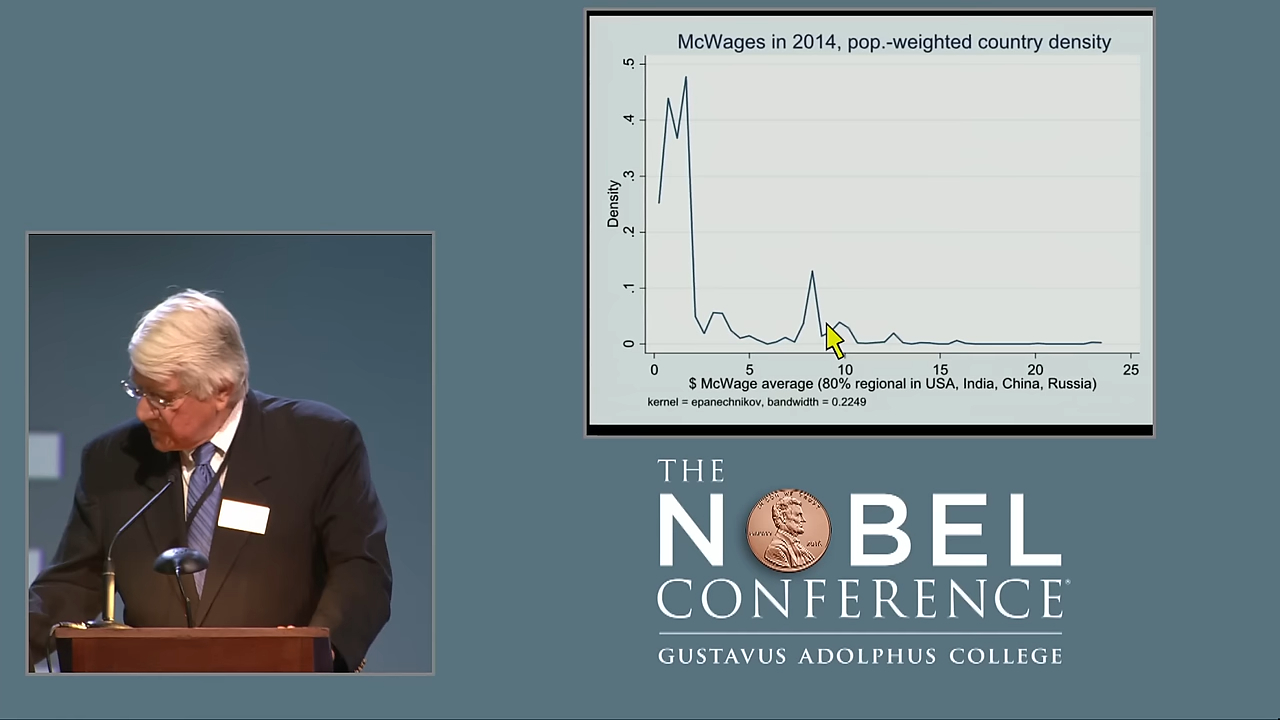 McWages in 2014, pop.-weighted country density
.5
.4
.3
.2
.1
0
Density
0 5 10 15 20 25
$ McWage average (80% regional in USA, India, China, Russia)
kernel = epanechnikov, bandwidth = 0.2249
THE
NOBEL
CONFERENCE®
GUSTAVUS ADOLPHUS COLLEGE